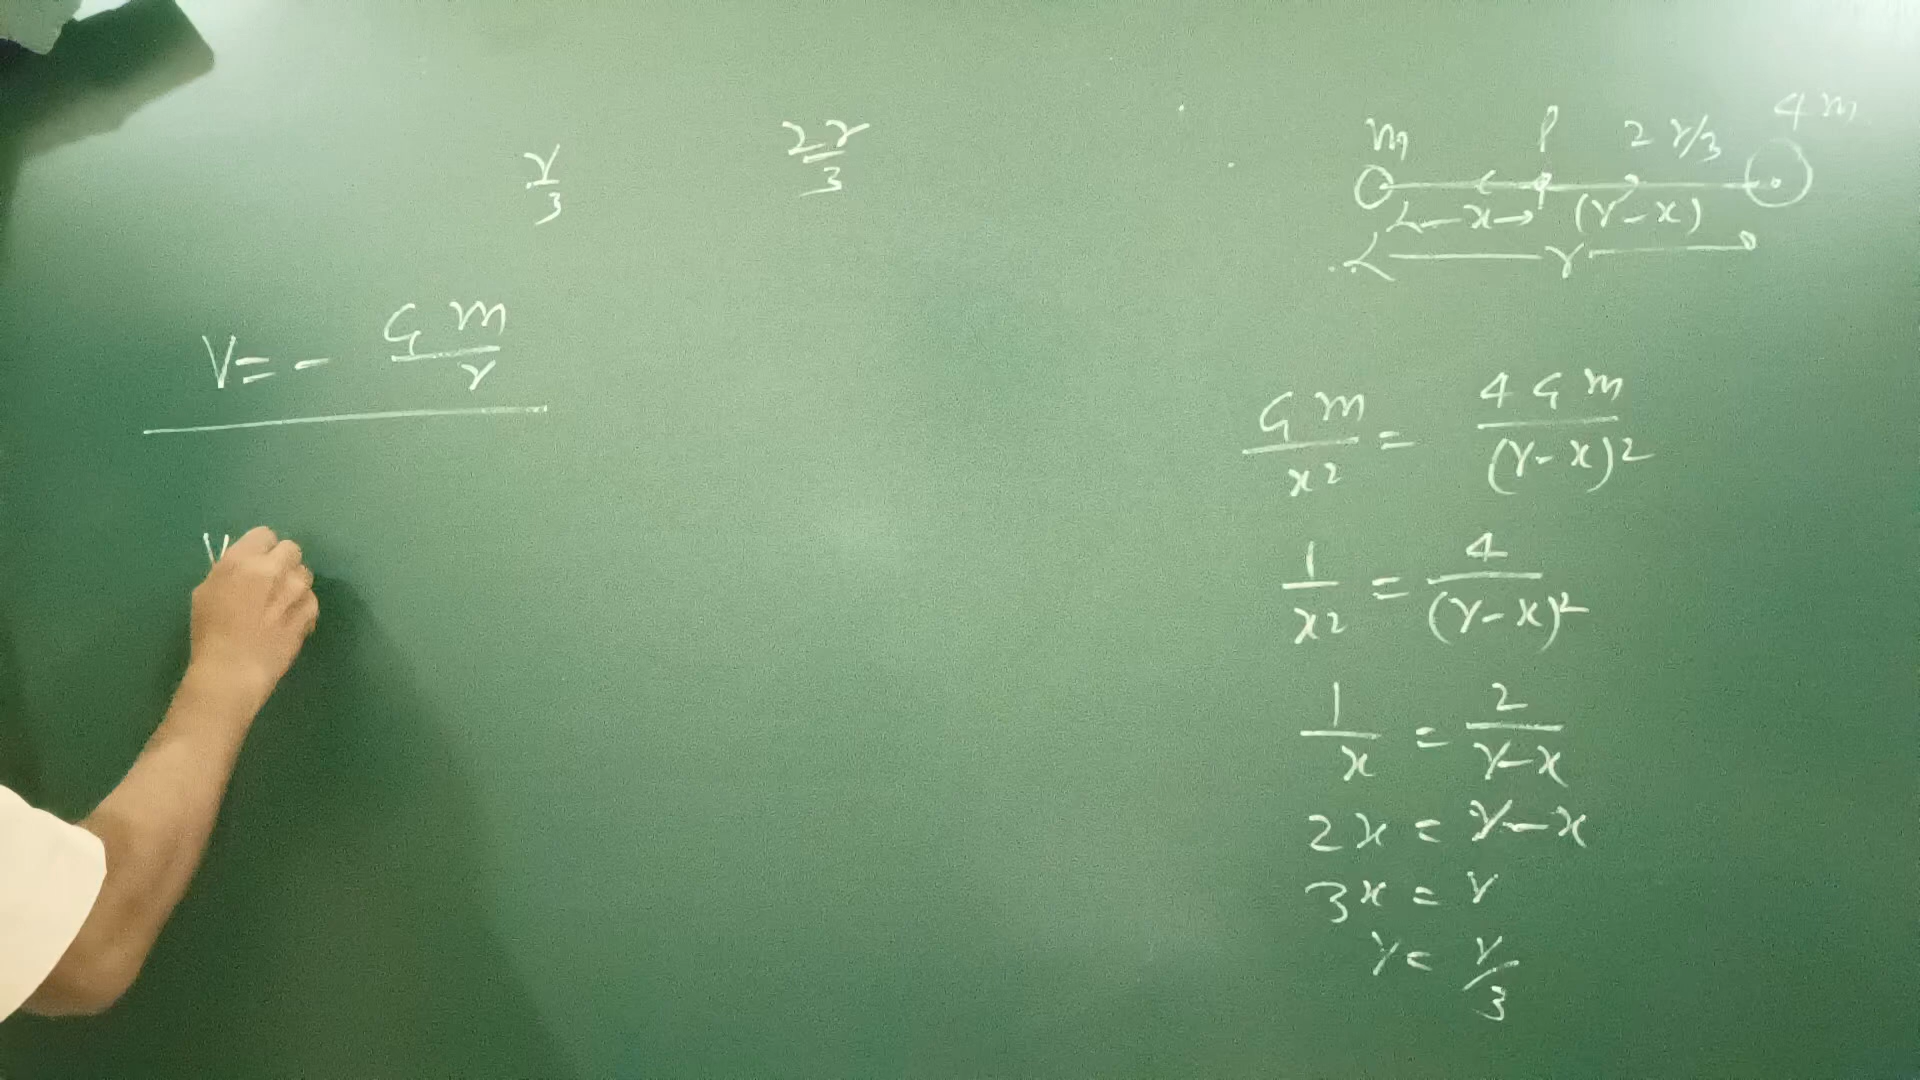 r/3 2r/3
V = - Gm/r
V
m P 2r/3 4m
x (r-x)
r
Gm/x² = 4Gm/(r-x)²
1/x² = 4/(r-x)²
1/x = 2/(r-x)
2x = r-x
3x = r
r = r/3